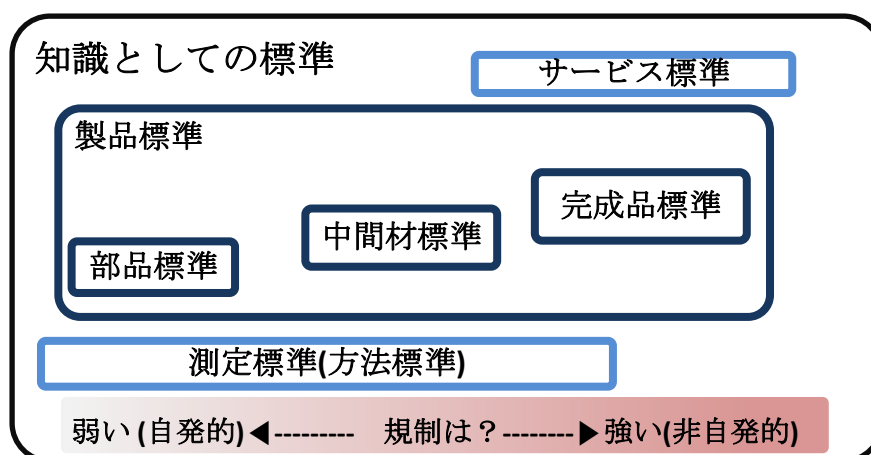 知識としての標準
サービス標準
製品標準
完成品標準
中間材標準
部品標準
測定標準(方法標準)
弱い(自発的)◀--------- 規制は？--------▶強い(非自発的)